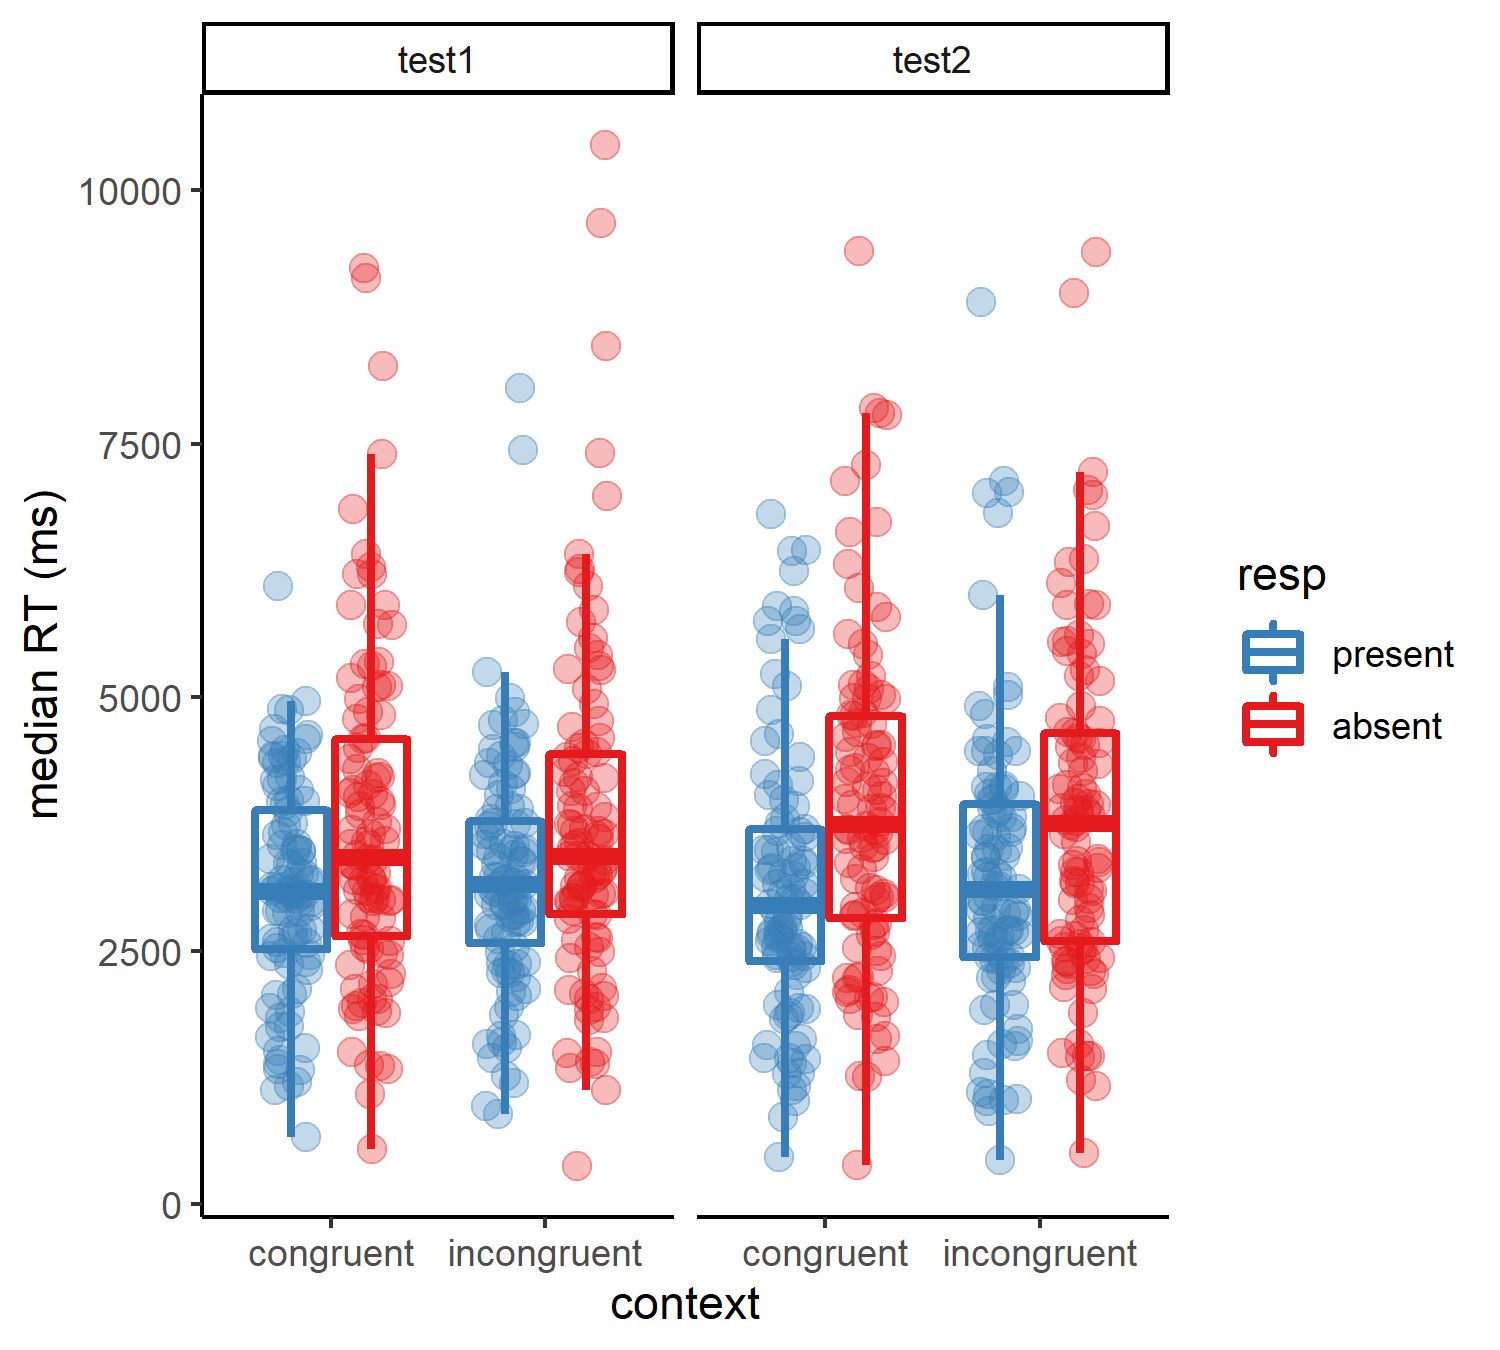 test1
test2
10000
7500
5000
2500
0
median RT (ms)
congruent
incongruent
congruent
incongruent
context
resp
present
absent